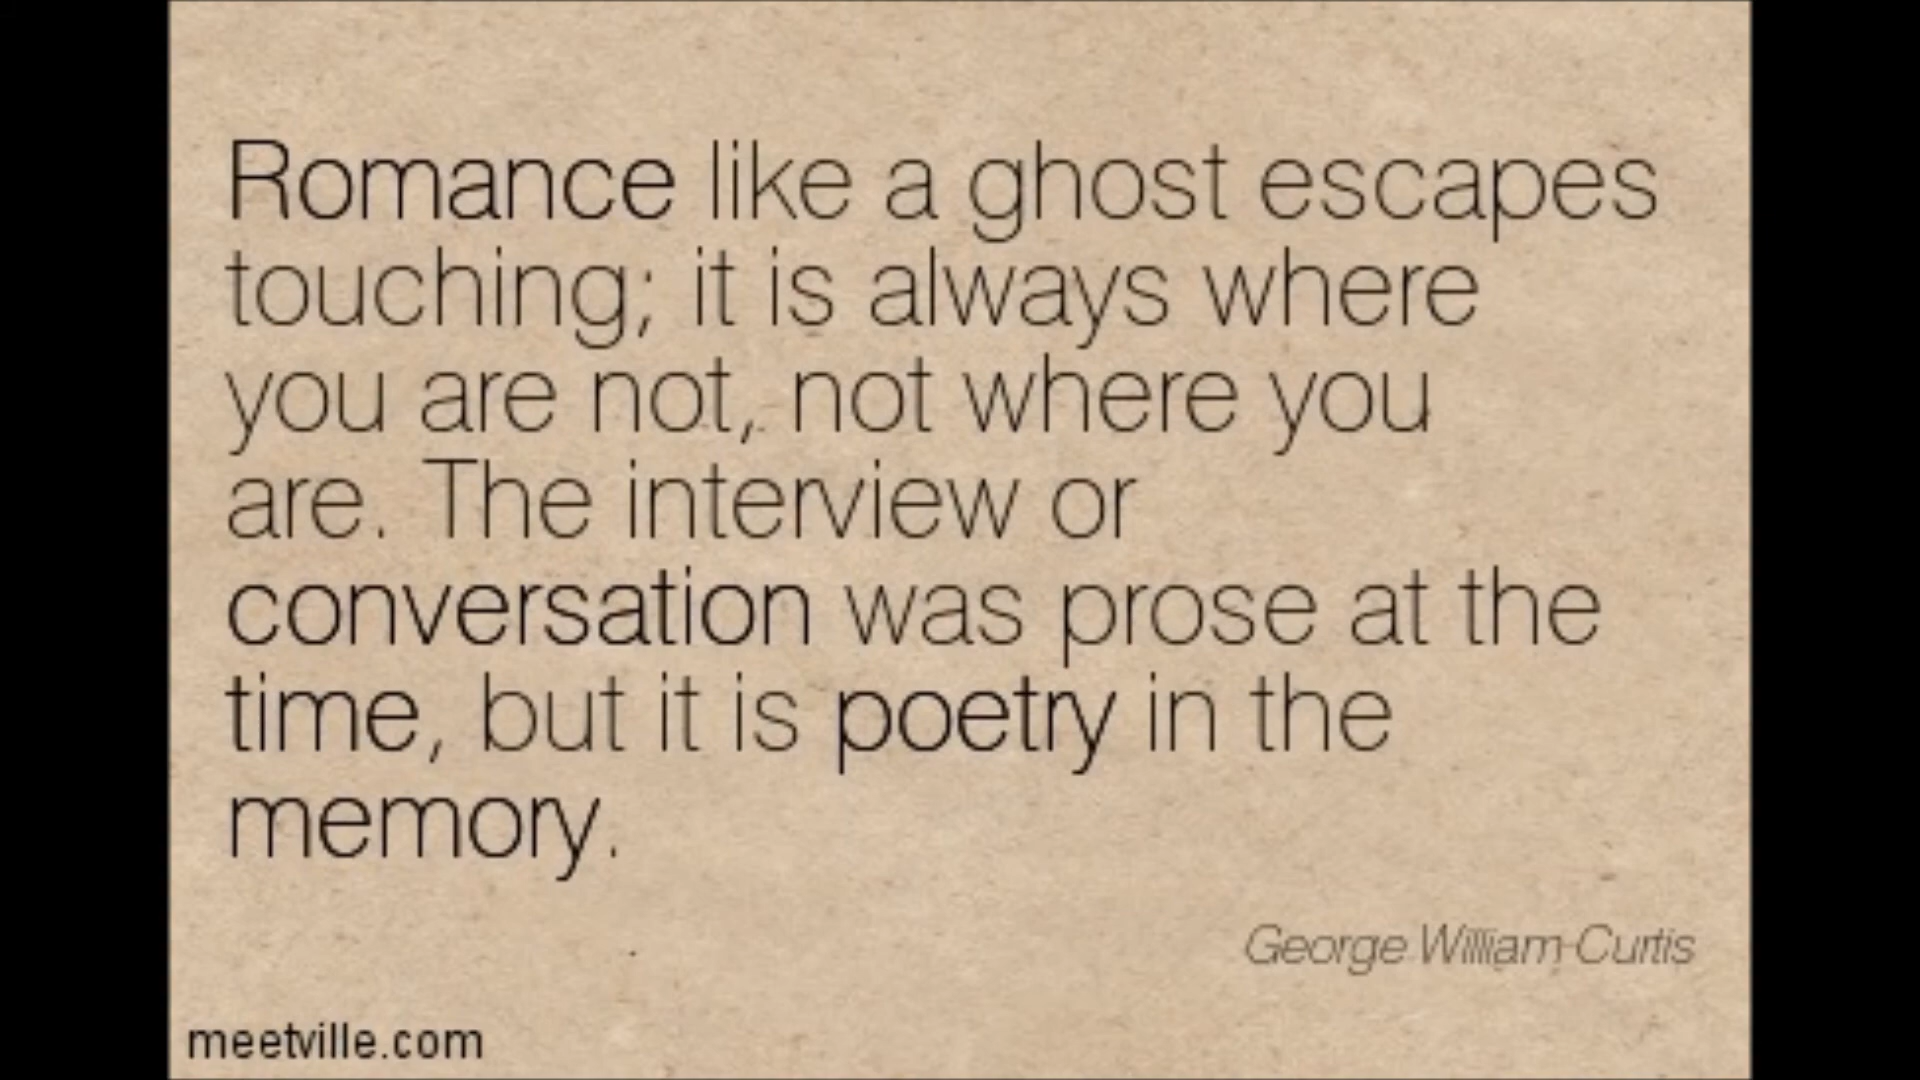 Romance like a ghost escapes
touching; it is always where
you are not, not where you
are. The interview or
conversation was prose at the
time, but it is poetry in the
memory.
George William Curtis
meetville.com